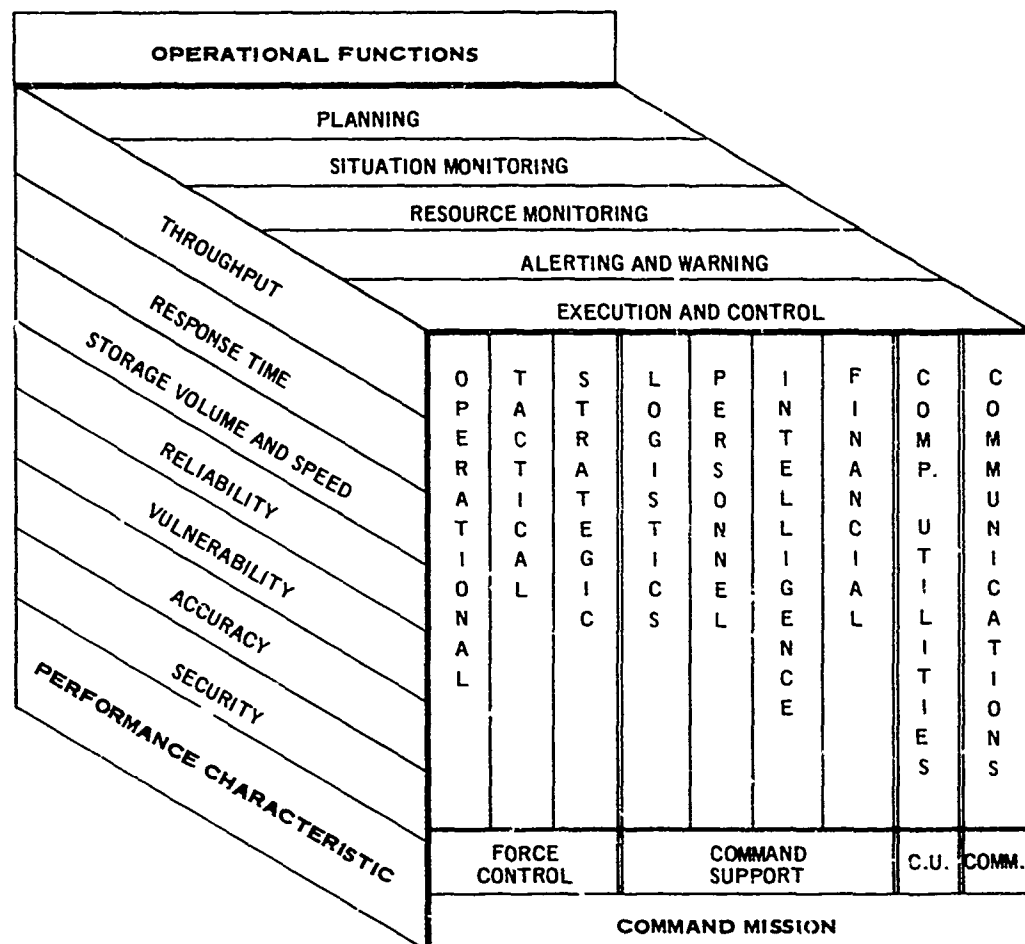 OPERATIONAL FUNCTIONS
PLANNING
SITUATION MONITORING
RESOURCE MONITORING
ALERTING AND WARNING
EXECUTION AND CONTROL
THROUGHPUT
RESPONSE TIME
STORAGE VOLUME AND SPEED
RELIABILITY
VULNERABILITY
ACCURACY
SECURITY
PERFORMANCE CHARACTERISTIC
OPERATIONAL
TACTICAL
STRATEGIC
LOGISTICS
PERSONNEL
INTELLIGENCE
FINANCIAL
COMP. UTILITIES
COMMUNICATIONS
FORCE
CONTROL
COMMAND
SUPPORT
C.U.
COMM.
COMMAND MISSION